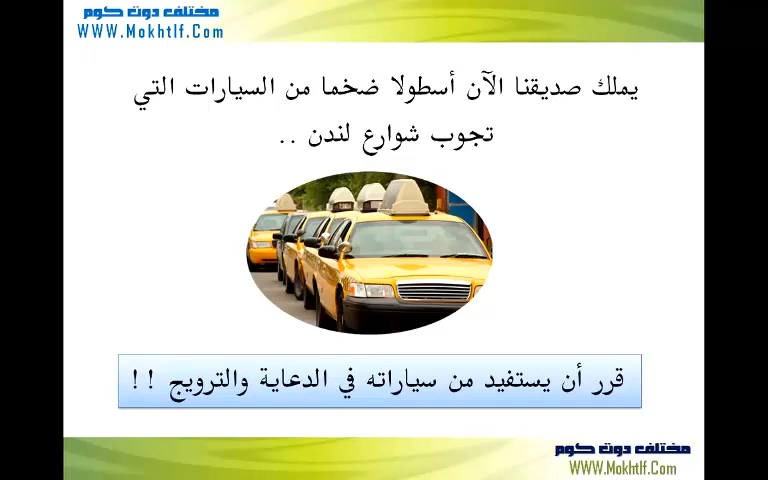 مختلف دوت كوم
WWW.Mokhtlf.Com
يملك صديقنا الآن أسطولا ضخما من السيارات التي
تجوب شوارع لندن ..
قرر أن يستفيد من سياراته في الدعاية والترويج !!
مختلف دوت كوم
WWW.Mokhtlf.Com